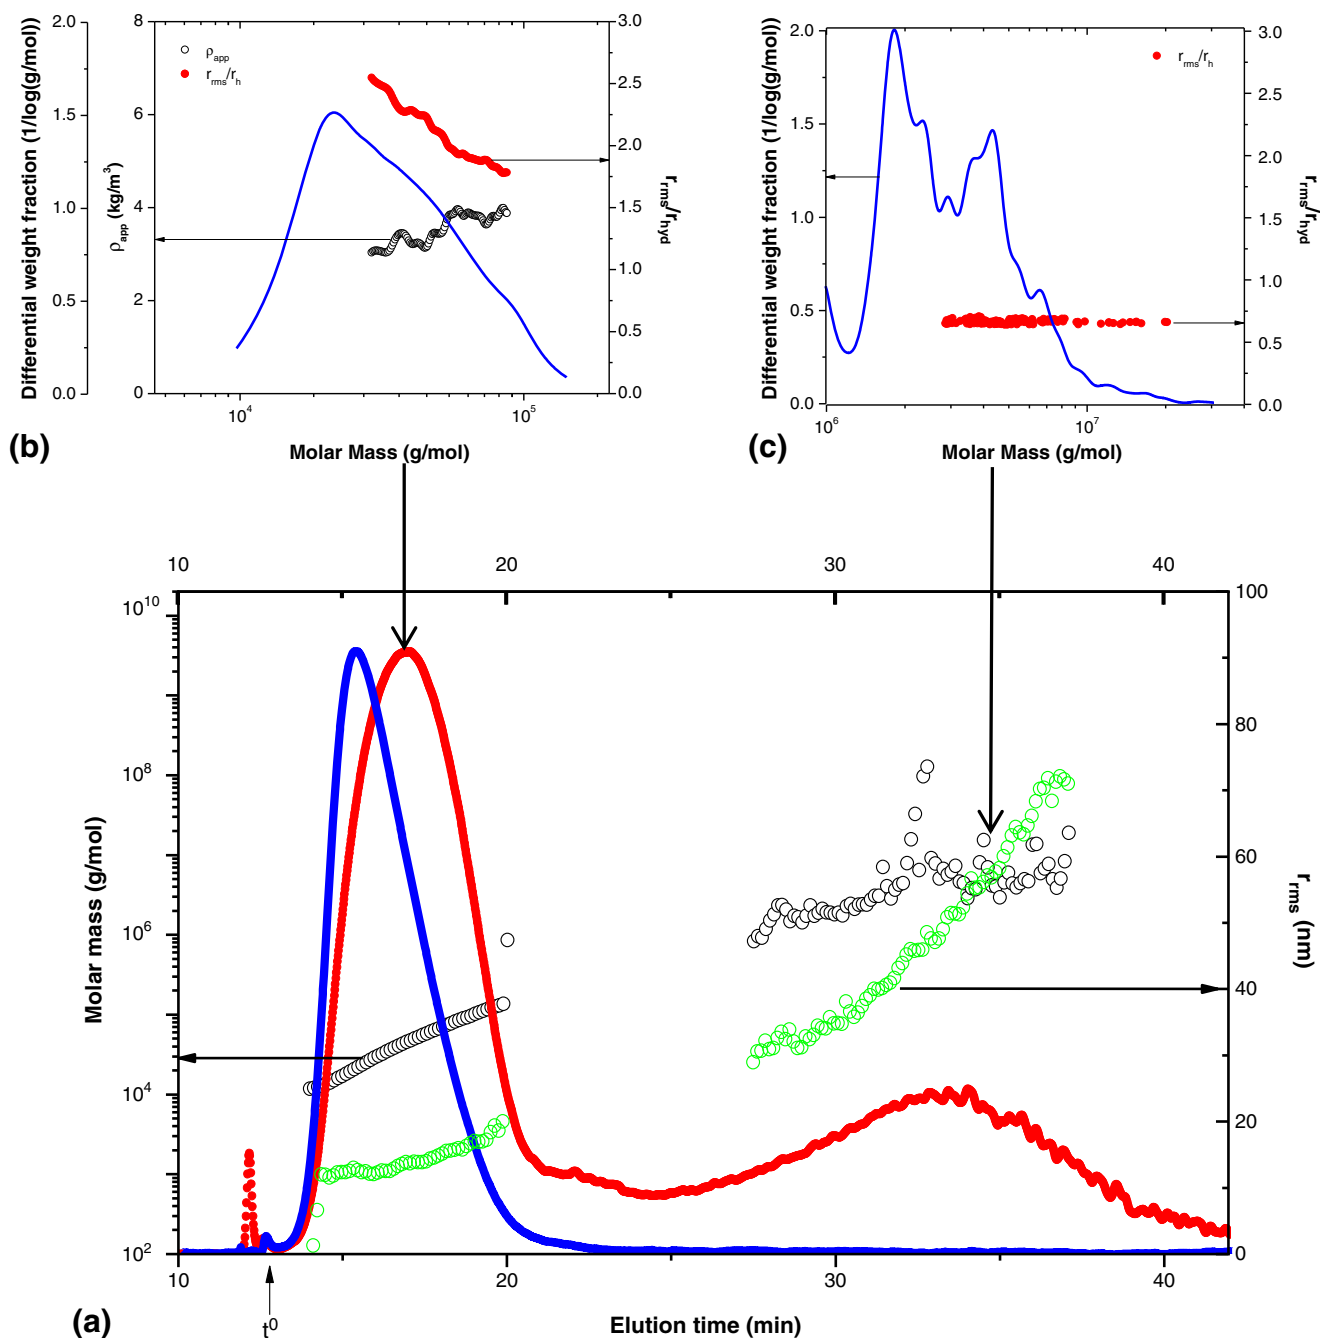 2.0
1.5
1.0
0.5
0.0
Differential weight fraction (1/log(g/mol)
8
6
4
2
0
ρapp (kg/m³)
ρapp
rrms/rh
3.0
2.5
2.0
1.5
1.0
0.5
0.0
rrms/rhyd
10⁴ 10⁵
Molar Mass (g/mol)
(b)
2.0
1.5
1.0
0.5
0.0
Differential weight fraction (1/log(g/mol)
rrms/rh
3.0
2.5
2.0
1.5
1.0
0.5
0.0
rrms/rhyd
10⁶ 10⁷
Molar Mass (g/mol)
(c)
10 20 30 40
10¹⁰
10⁸
10⁶
10⁴
10²
Molar mass (g/mol)
100
80
60
40
20
0
rrms (nm)
10 20 30 40
t⁰
Elution time (min)
(a)